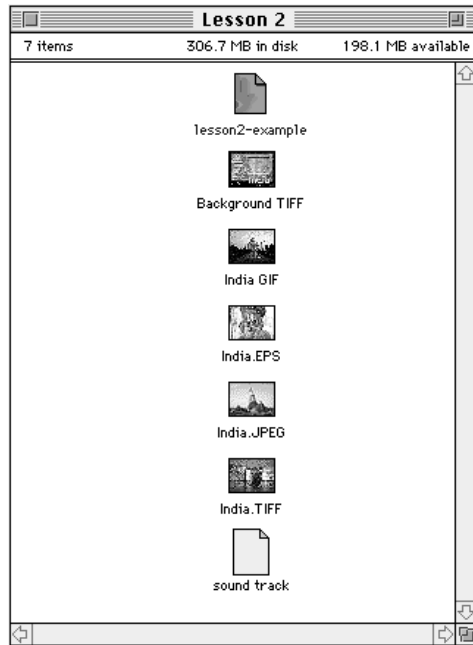 Lesson 2
7 items 306.7 MB in disk 198.1 MB available
lesson2-example
Background TIFF
India GIF
India.EPS
India.JPEG
India.TIFF
sound track